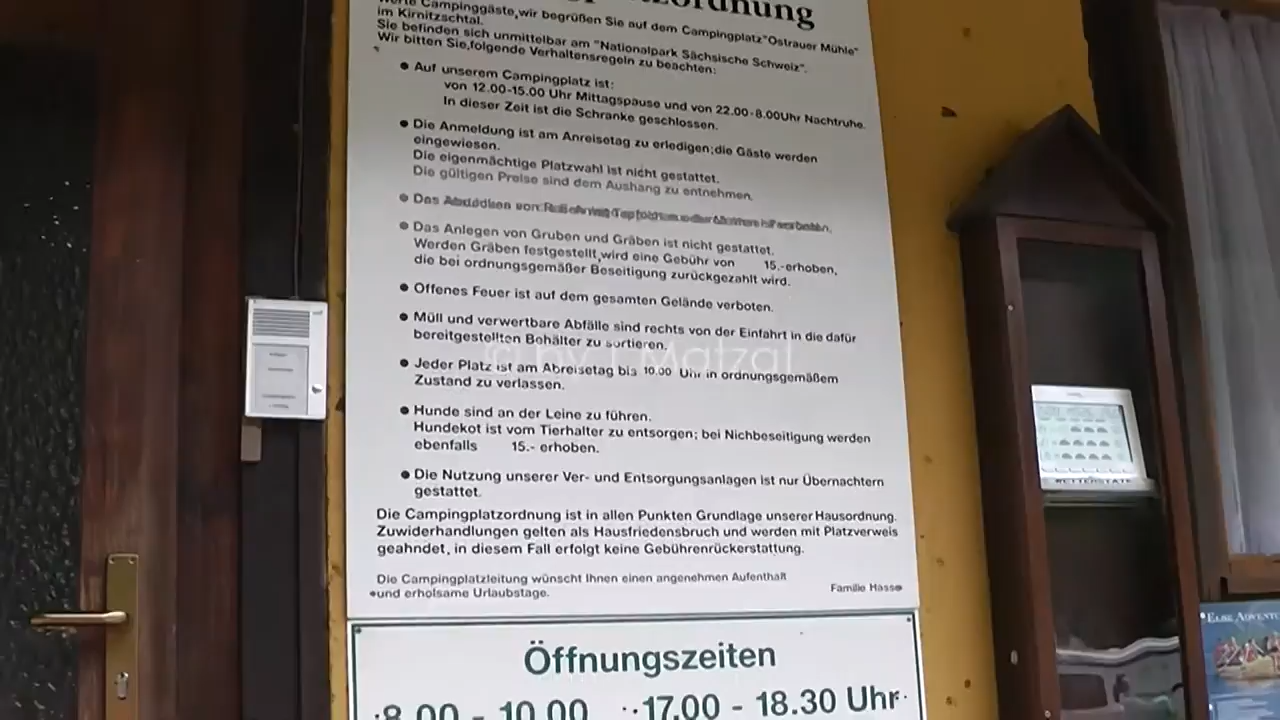 ordnung
Werte Campinggäste,wir begrüßen Sie auf dem Campingplatz"Ostrauer Mühle"
im Kirnitzschtal.
Sie befinden sich unmittelbar am "Nationalpark Sächsische Schweiz".
Wir bitten Sie,folgende Verhaltensregeln zu beachten:
• Auf unserem Campingplatz ist:
von 12.00-15.00 Uhr Mittagspause und von 22.00-8.00Uhr Nachtruhe.
In dieser Zeit ist die Schranke geschlossen.
• Die Anmeldung ist am Anreisetag zu erledigen;die Gäste werden
eingewiesen.
Die eigenmächtige Platzwahl ist nicht gestattet.
Die gültigen Preise sind dem Aushang zu entnehmen.
• Das
• Das Anlegen von Gruben und Gräben ist nicht gestattet.
Werden Gräben festgestellt,wird eine Gebühr von 15.-erhoben,
die bei ordnungsgemäßer Beseitigung zurückgezahlt wird.
• Offenes Feuer ist auf dem gesamten Gelände verboten.
• Müll und verwertbare Abfälle sind rechts von der Einfahrt in die dafür
bereitgestellten Behälter zu sortieren.
© by J. Matzat
• Jeder Platz ist am Abreisetag bis 10.00 Uhr in ordnungsgemäßem
Zustand zu verlassen.
• Hunde sind an der Leine zu führen.
Hundekot ist vom Tierhalter zu entsorgen; bei Nichbeseitigung werden
ebenfalls 15.- erhoben.
• Die Nutzung unserer Ver- und Entsorgungsanlagen ist nur Übernachtern
gestattet.
Die Campingplatzordnung ist in allen Punkten Grundlage unserer Hausordnung.
Zuwiderhandlungen gelten als Hausfriedensbruch und werden mit Platzverweis
geahndet, in diesem Fall erfolgt keine Gebührenrückerstattung.
Die Campingplatzleitung wünscht Ihnen einen angenehmen Aufenthalt
und erholsame Urlaubstage.
Familie Hasse
Öffnungszeiten
8.00 - 10.00 17.00 - 18.30 Uhr